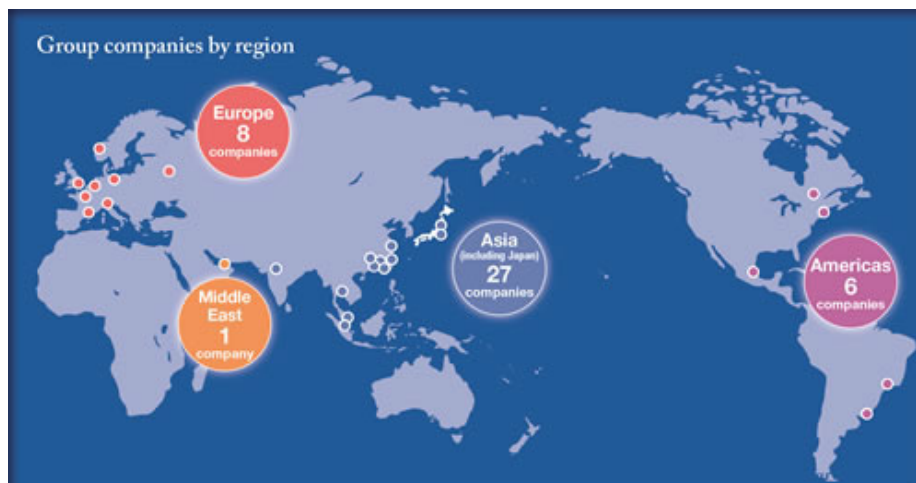 Group companies by region
Europe
8
companies
Asia
(including Japan)
27
companies
Americas
6
companies
Middle
East
1
company